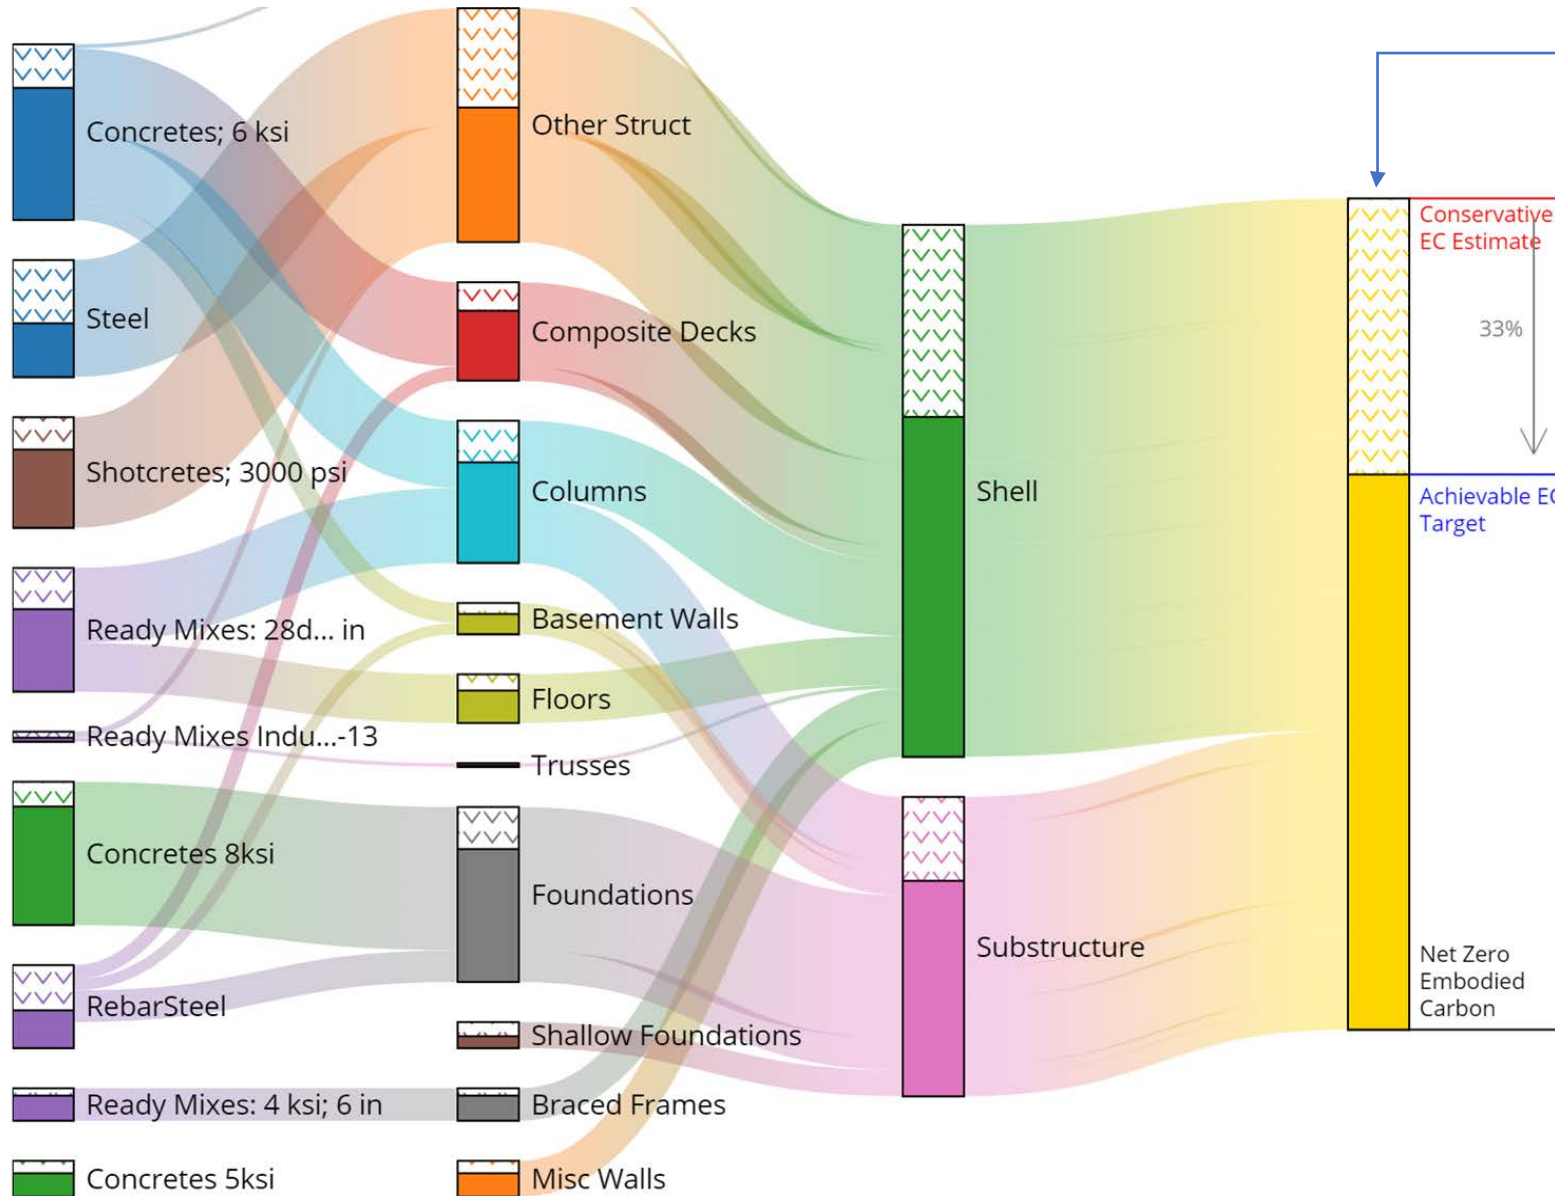 Concretes; 6 ksi
Steel
Shotcretes; 3000 psi
Ready Mixes: 28d... in
Ready Mixes Indu...-13
Concretes 8ksi
RebarSteel
Ready Mixes: 4 ksi; 6 in
Concretes 5ksi
Other Struct
Composite Decks
Columns
Basement Walls
Floors
Trusses
Foundations
Shallow Foundations
Braced Frames
Misc Walls
Shell
Substructure
Conservative
EC Estimate
33%
Achievable EC
Target
Net Zero
Embodied
Carbon